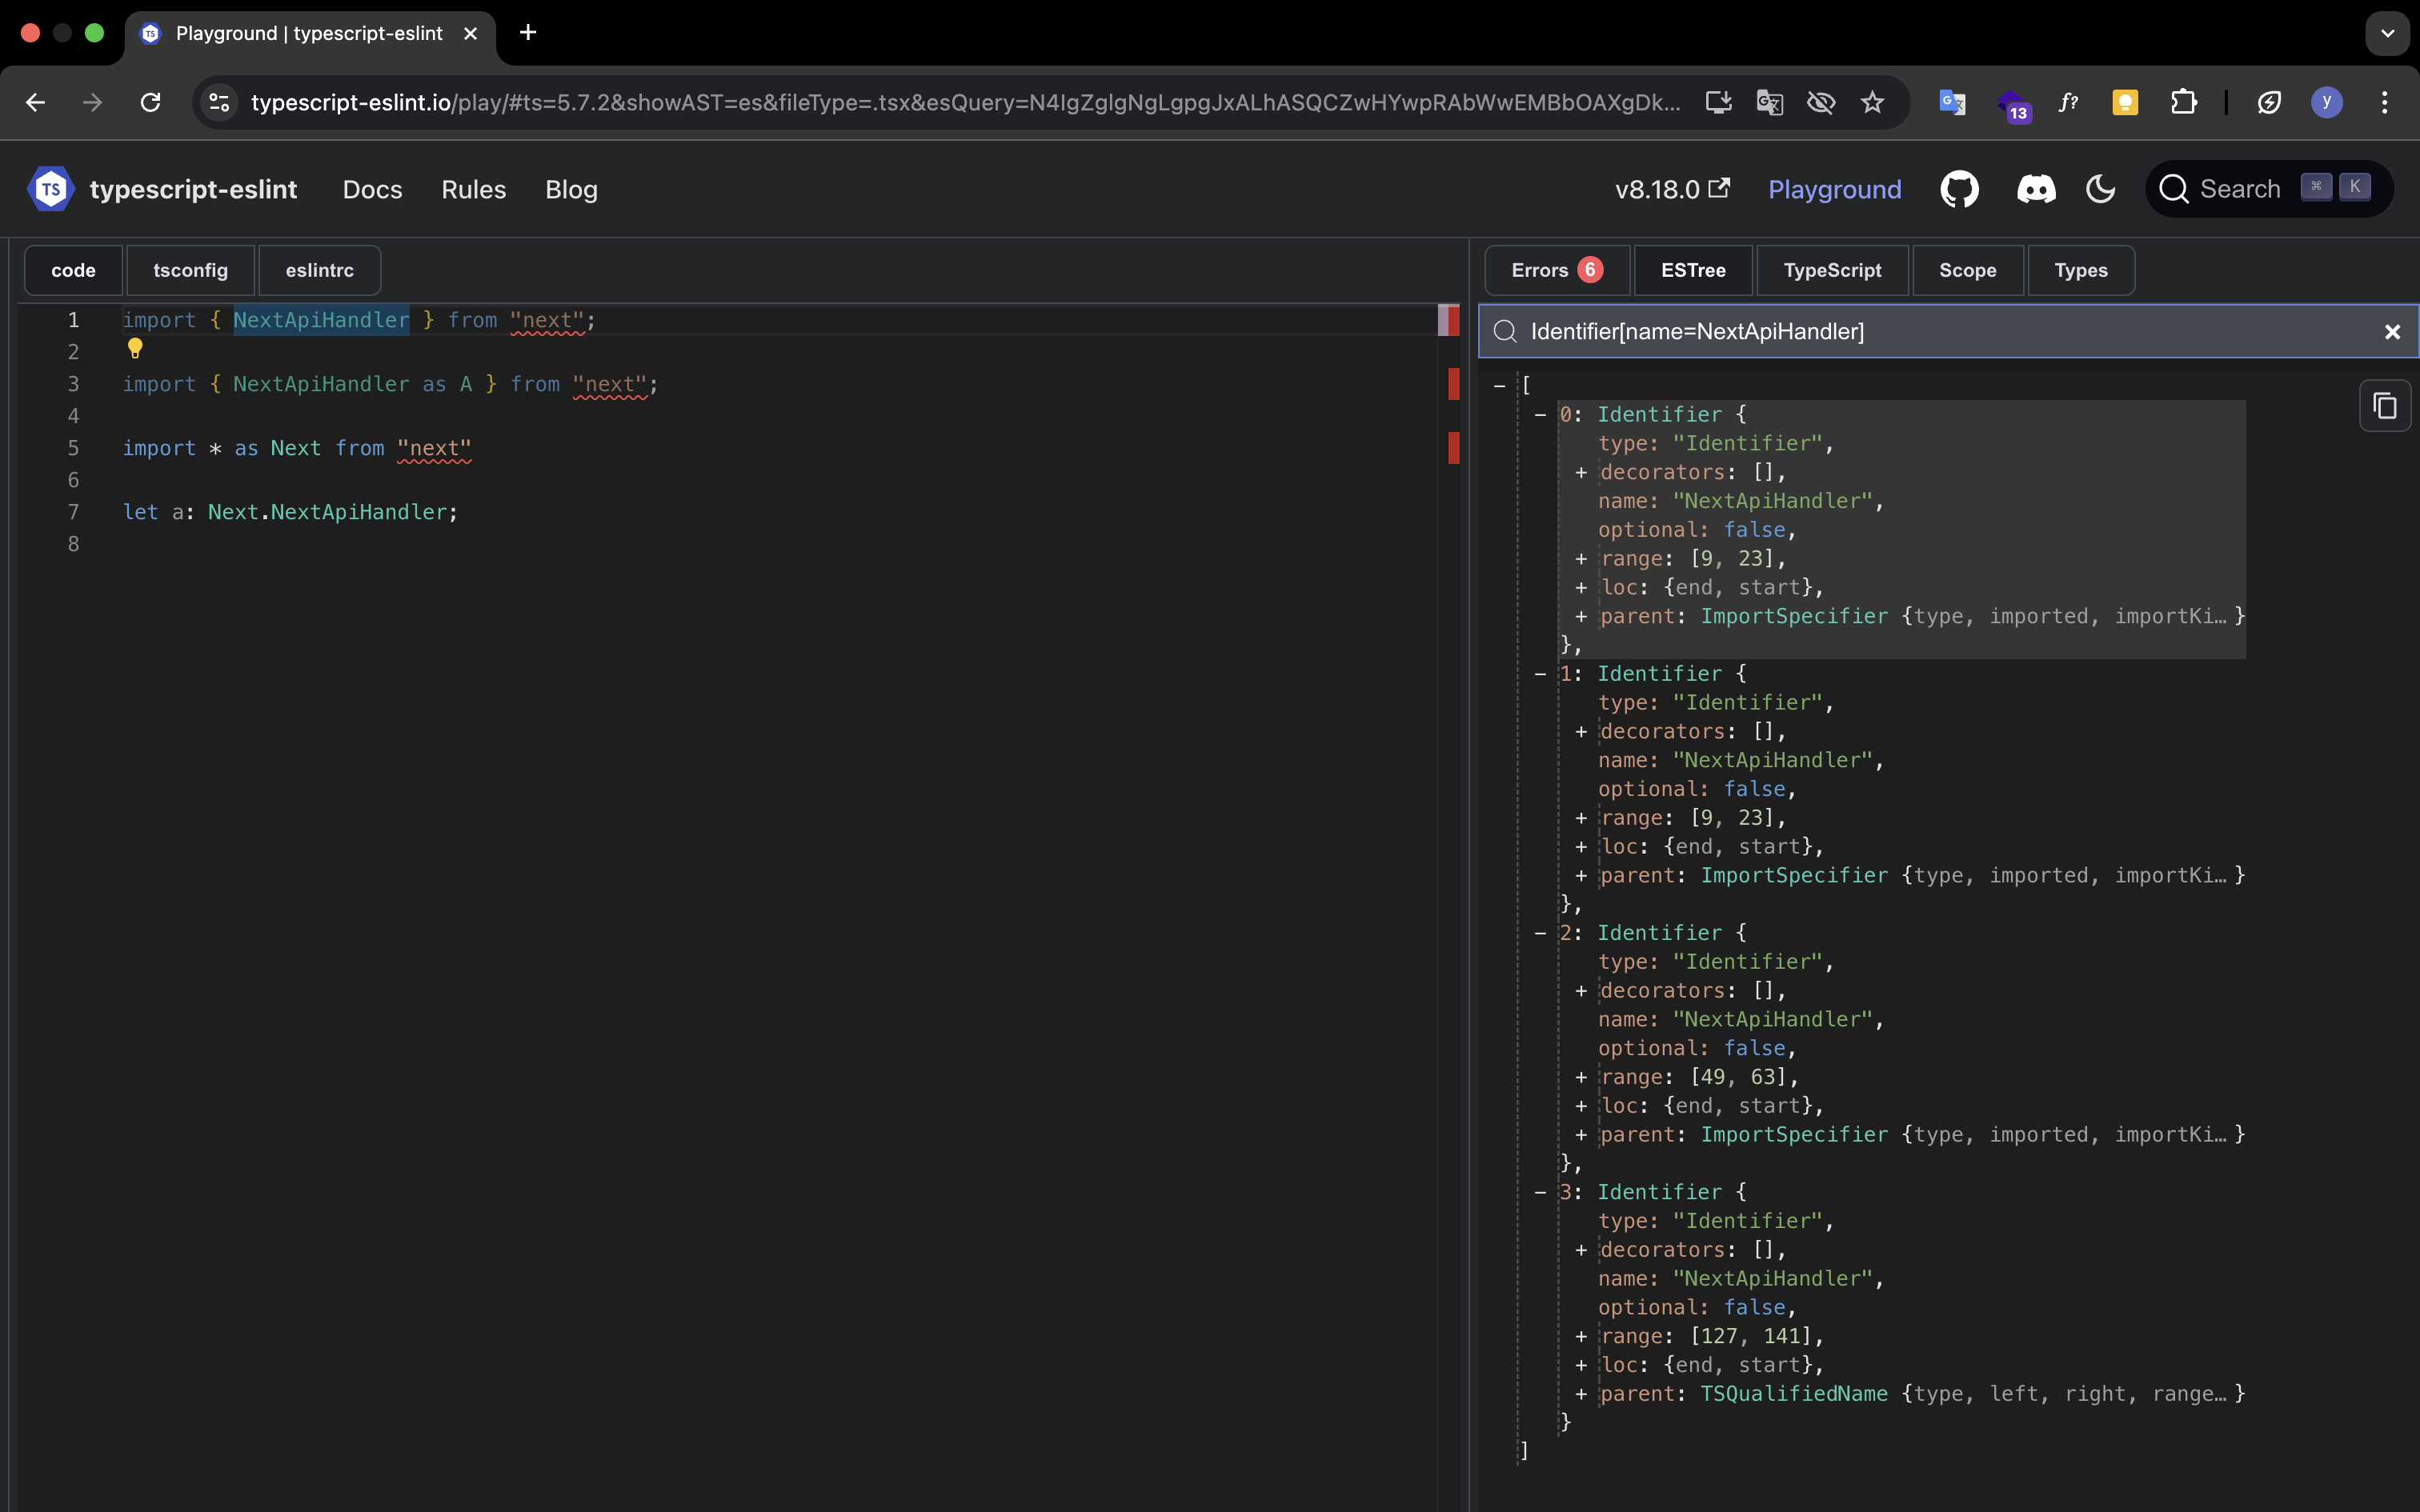 Playground | typescript-eslint
typescript-eslint.io/play/#ts=5.7.2&showAST=es&fileType=.tsx&esQuery=N4IgZglgNgLgpgJxALhASQCZwHYwpRAbWwEMBbOAXgDk...
13
f?
y
TS typescript-eslint Docs Rules Blog v8.18.0 Playground Search ⌘ K
code tsconfig eslintrc
1 import { NextApiHandler } from "next";
2
3 import { NextApiHandler as A } from "next";
4
5 import * as Next from "next"
6
7 let a: Next.NextApiHandler;
8
Errors 6 ESTree TypeScript Scope Types
Identifier[name=NextApiHandler]
− [
− 0: Identifier {
type: "Identifier",
+ decorators: [],
name: "NextApiHandler",
optional: false,
+ range: [9, 23],
+ loc: {end, start},
+ parent: ImportSpecifier {type, imported, importKi… }
},
− 1: Identifier {
type: "Identifier",
+ decorators: [],
name: "NextApiHandler",
optional: false,
+ range: [9, 23],
+ loc: {end, start},
+ parent: ImportSpecifier {type, imported, importKi… }
},
− 2: Identifier {
type: "Identifier",
+ decorators: [],
name: "NextApiHandler",
optional: false,
+ range: [49, 63],
+ loc: {end, start},
+ parent: ImportSpecifier {type, imported, importKi… }
},
− 3: Identifier {
type: "Identifier",
+ decorators: [],
name: "NextApiHandler",
optional: false,
+ range: [127, 141],
+ loc: {end, start},
+ parent: TSQualifiedName {type, left, right, range… }
}
]